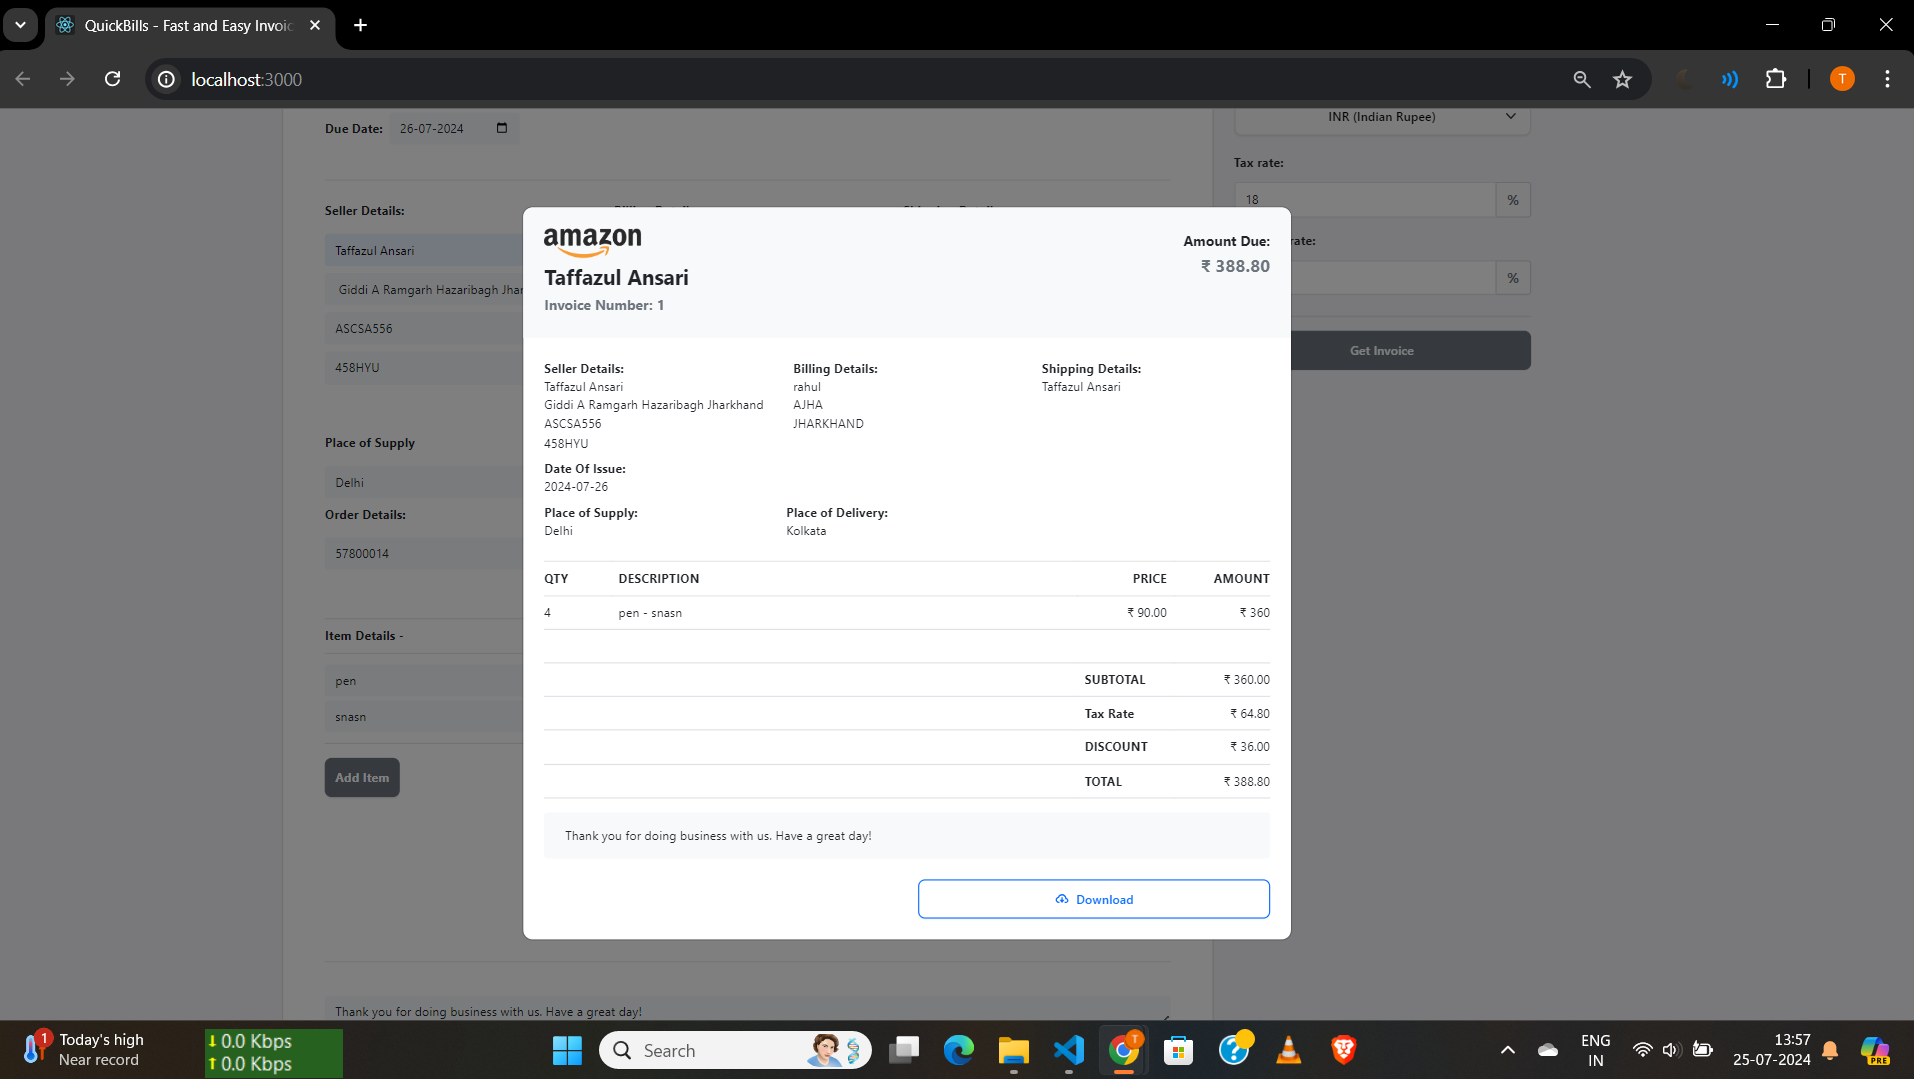 QuickBills - Fast and Easy Invoic
localhost:3000
T
Due Date: 26-07-2024
INR (Indian Rupee)
Tax rate:
18 %
rate:
%
Get Invoice
Seller Details:
Taffazul Ansari
Giddi A Ramgarh Hazaribagh Jhar
ASCSA556
458HYU
Place of Supply
Delhi
Order Details:
57800014
Item Details -
pen
snasn
Add Item
amazon
Taffazul Ansari
Invoice Number: 1
Amount Due:
₹ 388.80
Seller Details:
Taffazul Ansari
Giddi A Ramgarh Hazaribagh Jharkhand
ASCSA556
458HYU
Billing Details:
rahul
AJHA
JHARKHAND
Shipping Details:
Taffazul Ansari
Date Of Issue:
2024-07-26
Place of Supply:
Delhi
Place of Delivery:
Kolkata
QTY DESCRIPTION PRICE AMOUNT
4 pen - snasn ₹ 90.00 ₹ 360
SUBTOTAL ₹ 360.00
Tax Rate ₹ 64.80
DISCOUNT ₹ 36.00
TOTAL ₹ 388.80
Thank you for doing business with us. Have a great day!
Download
Thank you for doing business with us. Have a great day!
1
Today's high
Near record
0.0 Kbps
0.0 Kbps
Search
T
ENG
IN
13:57
25-07-2024
PRE